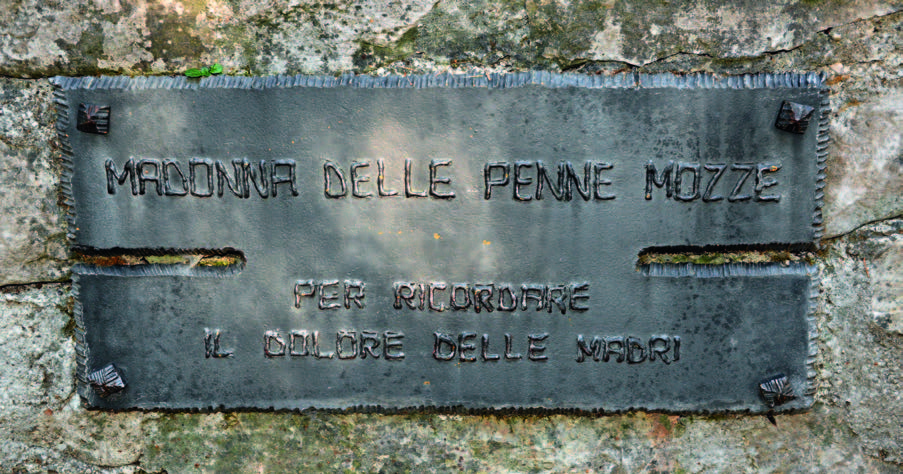 MADONNA DELLE PENNE MOZZE
PER RICORDARE
IL DOLORE DELLE MADRI